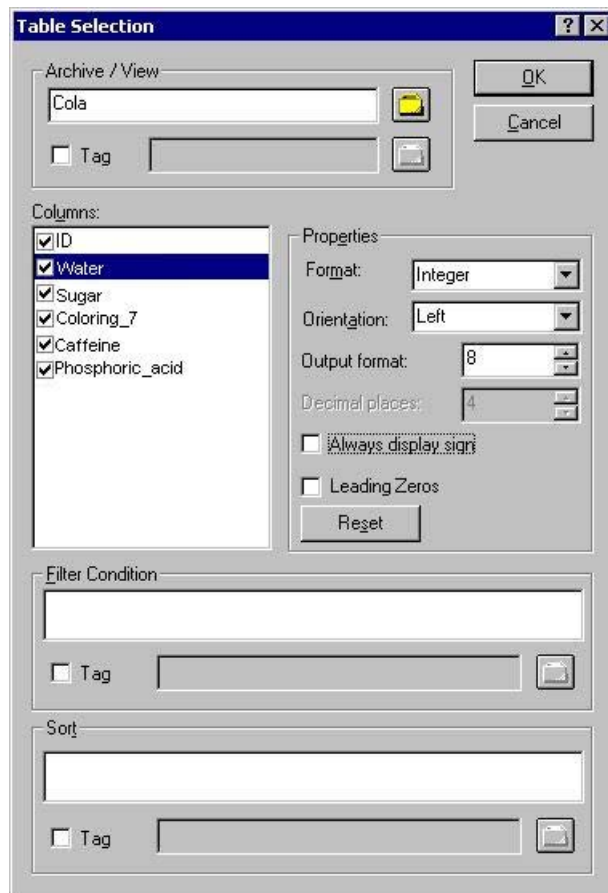 Table Selection
Archive / View
OK
Cola
Cancel
Tag
Columns:
ID
Water
Sugar
Coloring_7
Caffeine
Phosphoric_acid
Properties
Format:
Integer
Orientation:
Left
Output format:
8
Decimal places:
4
Always display sign
Leading Zeros
Reset
Filter Condition
Tag
Sort
Tag